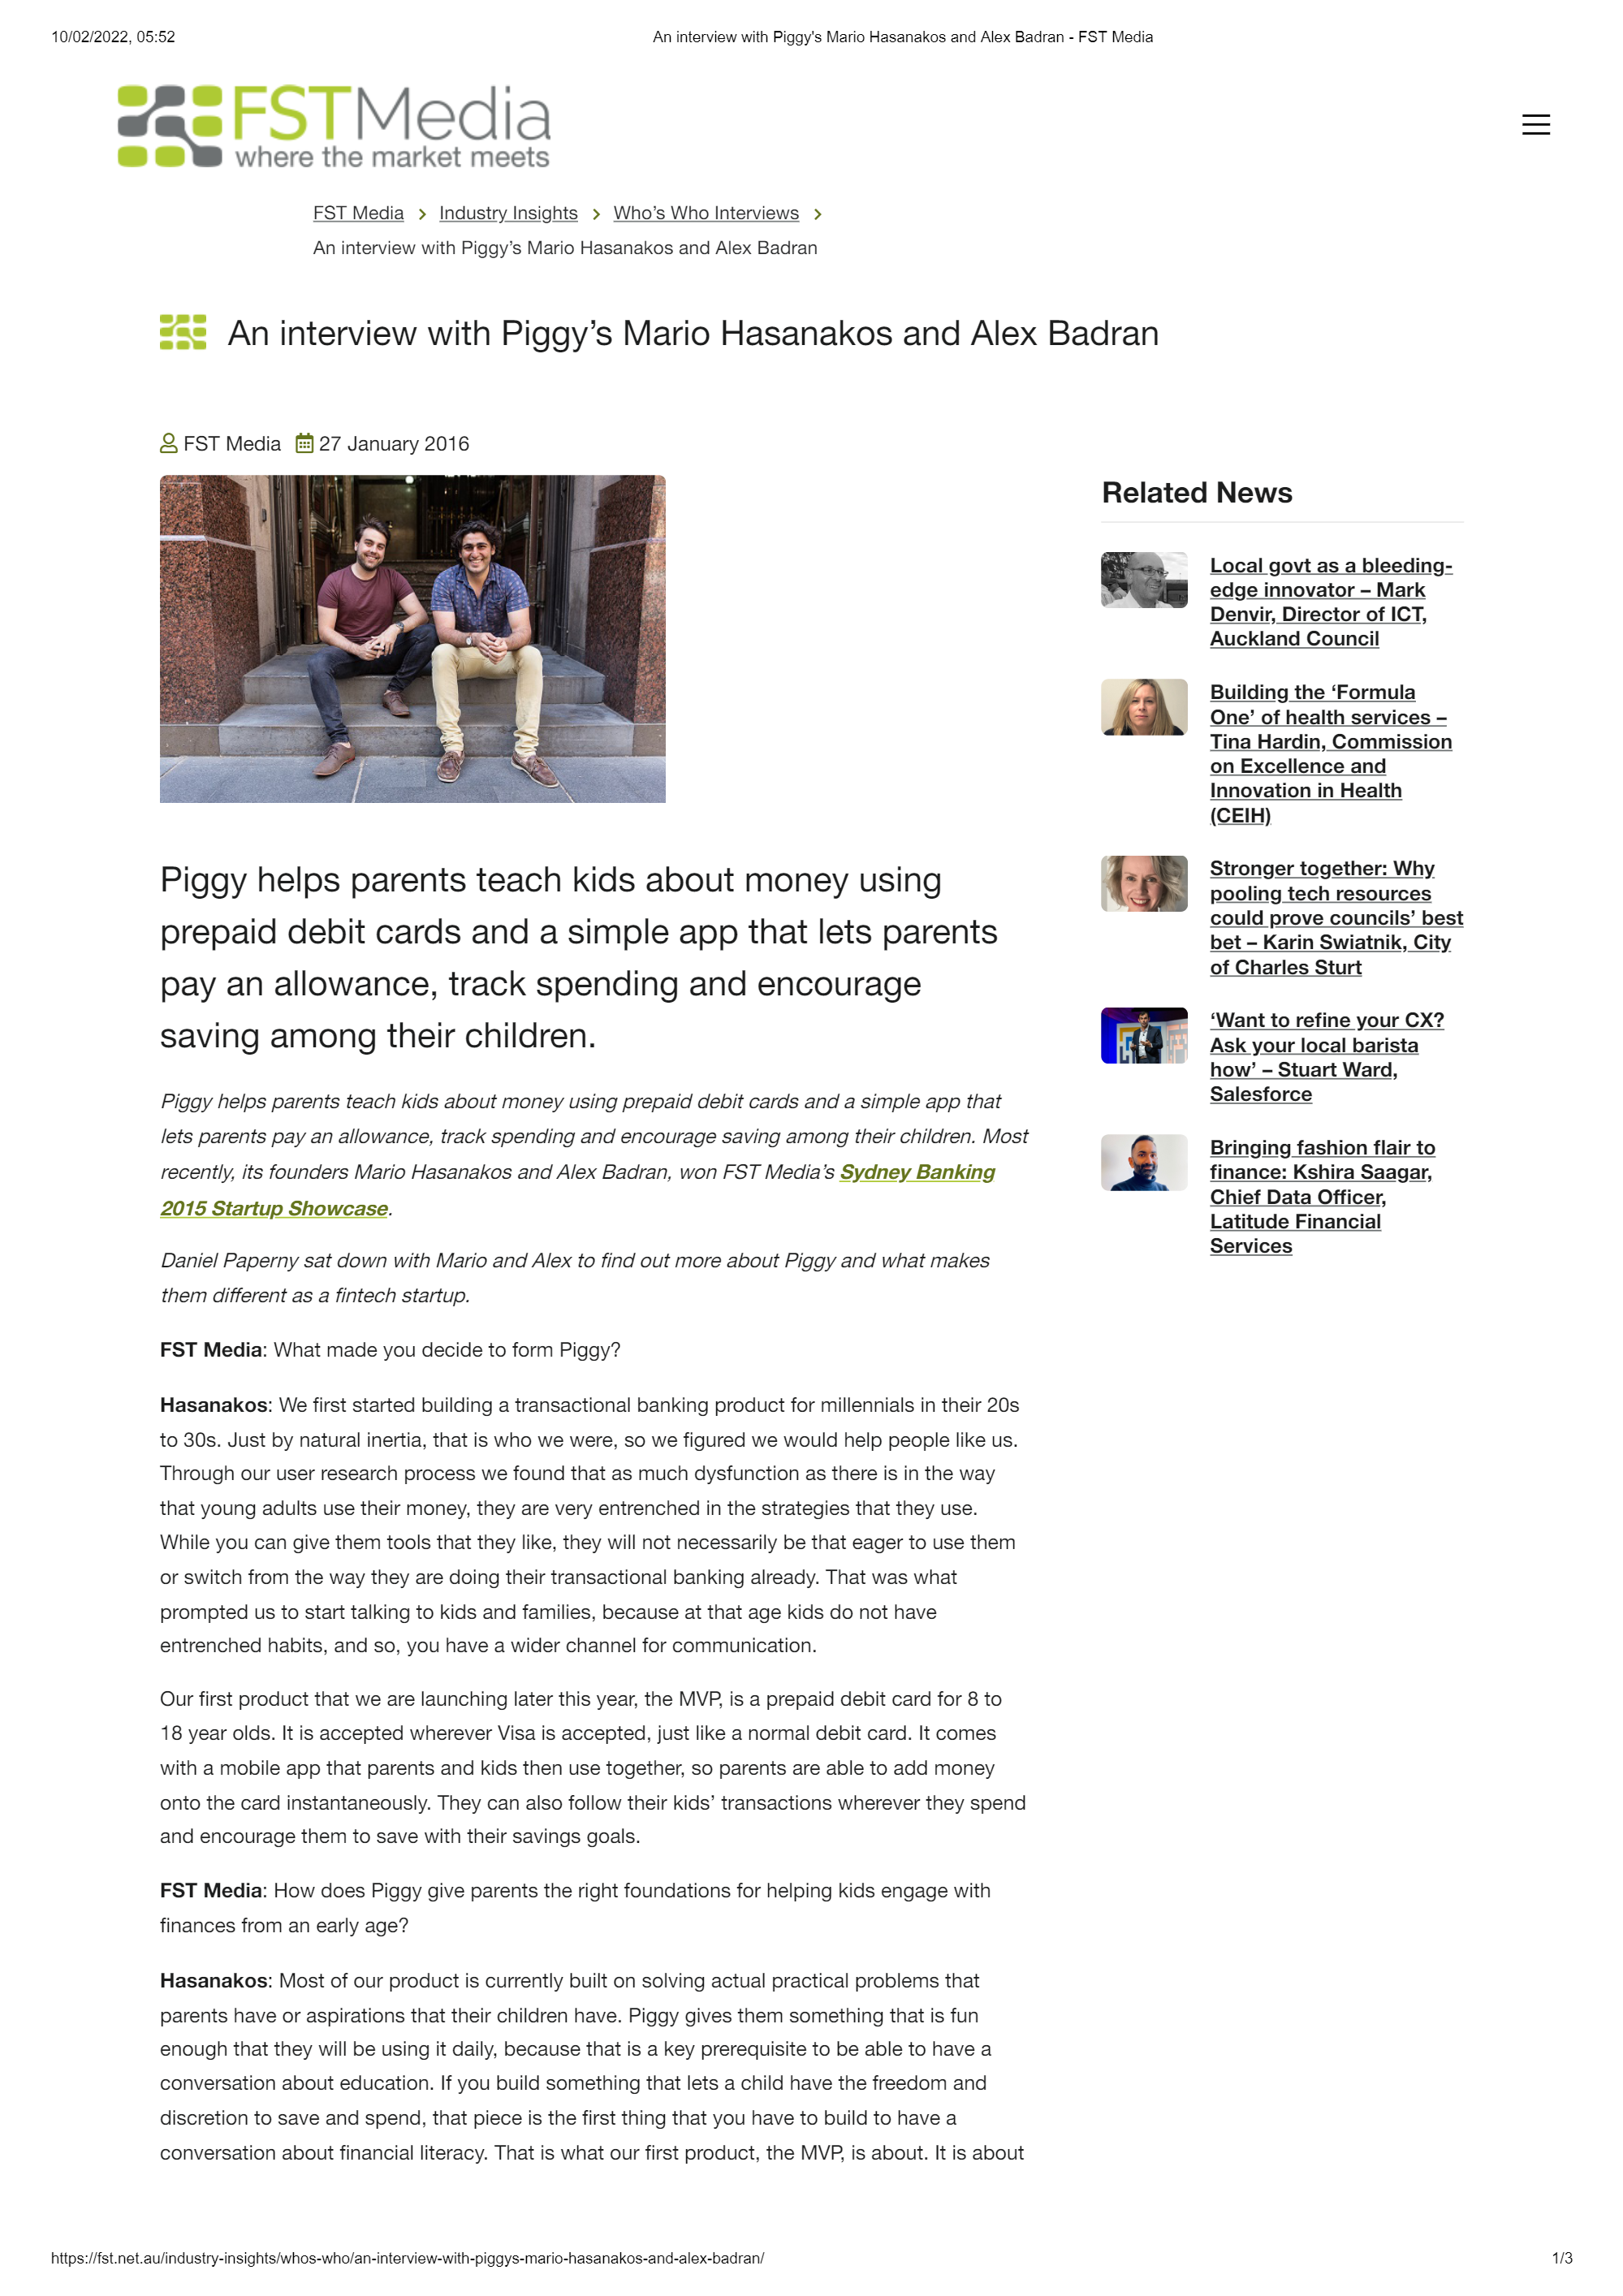 10/02/2022, 05:52
An interview with Piggy's Mario Hasanakos and Alex Badran - FST Media
FSTMedia
where the market meets
FST Media > Industry Insights > Who’s Who Interviews >
An interview with Piggy’s Mario Hasanakos and Alex Badran
An interview with Piggy’s Mario Hasanakos and Alex Badran
FST Media 27 January 2016
Piggy helps parents teach kids about money using
prepaid debit cards and a simple app that lets parents
pay an allowance, track spending and encourage
saving among their children.
Piggy helps parents teach kids about money using prepaid debit cards and a simple app that
lets parents pay an allowance, track spending and encourage saving among their children. Most
recently, its founders Mario Hasanakos and Alex Badran, won FST Media’s Sydney Banking
2015 Startup Showcase.
Daniel Paperny sat down with Mario and Alex to find out more about Piggy and what makes
them different as a fintech startup.
FST Media: What made you decide to form Piggy?
Hasanakos: We first started building a transactional banking product for millennials in their 20s
to 30s. Just by natural inertia, that is who we were, so we figured we would help people like us.
Through our user research process we found that as much dysfunction as there is in the way
that young adults use their money, they are very entrenched in the strategies that they use.
While you can give them tools that they like, they will not necessarily be that eager to use them
or switch from the way they are doing their transactional banking already. That was what
prompted us to start talking to kids and families, because at that age kids do not have
entrenched habits, and so, you have a wider channel for communication.
Our first product that we are launching later this year, the MVP, is a prepaid debit card for 8 to
18 year olds. It is accepted wherever Visa is accepted, just like a normal debit card. It comes
with a mobile app that parents and kids then use together, so parents are able to add money
onto the card instantaneously. They can also follow their kids’ transactions wherever they spend
and encourage them to save with their savings goals.
FST Media: How does Piggy give parents the right foundations for helping kids engage with
finances from an early age?
Hasanakos: Most of our product is currently built on solving actual practical problems that
parents have or aspirations that their children have. Piggy gives them something that is fun
enough that they will be using it daily, because that is a key prerequisite to be able to have a
conversation about education. If you build something that lets a child have the freedom and
discretion to save and spend, that piece is the first thing that you have to build to have a
conversation about financial literacy. That is what our first product, the MVP, is about. It is about
Related News
Local govt as a bleeding-
edge innovator – Mark
Denvir, Director of ICT,
Auckland Council
Building the ‘Formula
One’ of health services –
Tina Hardin, Commission
on Excellence and
Innovation in Health
(CEIH)
Stronger together: Why
pooling tech resources
could prove councils’ best
bet – Karin Swiatnik, City
of Charles Sturt
‘Want to refine your CX?
Ask your local barista
how’ – Stuart Ward,
Salesforce
Bringing fashion flair to
finance: Kshira Saagar,
Chief Data Officer,
Latitude Financial
Services
https://fst.net.au/industry-insights/whos-who/an-interview-with-piggys-mario-hasanakos-and-alex-badran/
1/3